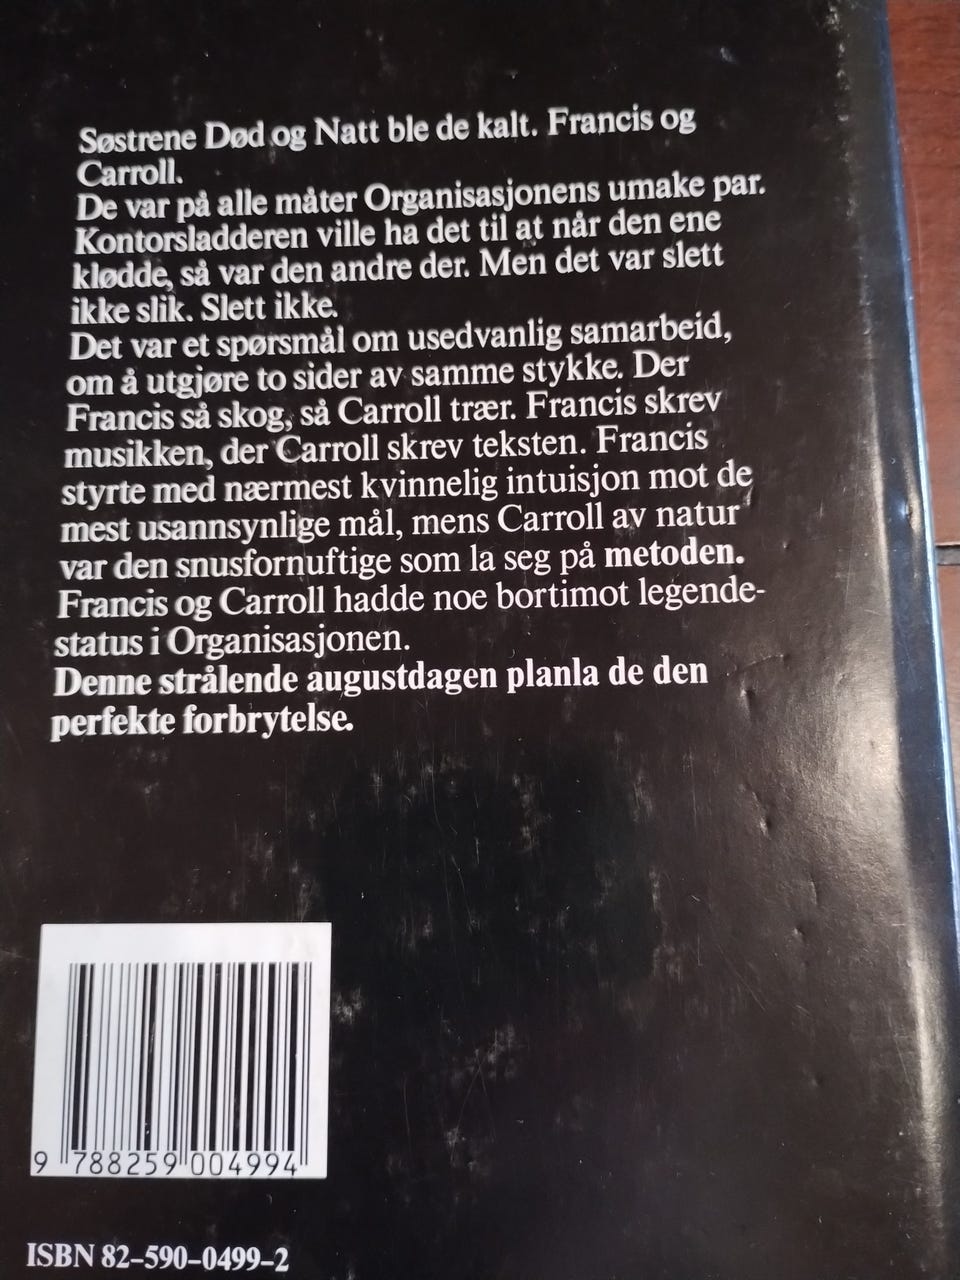 Søstrene Død og Natt ble de kalt. Francis og
Carroll.
De var på alle måter Organisasjonens umake par.
Kontorsladderen ville ha det til at når den ene
klødde, så var den andre der. Men det var slett
ikke slik. Slett ikke.
Det var et spørsmål om usedvanlig samarbeid,
om å utgjøre to sider av samme stykke. Der
Francis så skog, så Carroll trær. Francis skrev
musikken, der Carroll skrev teksten. Francis
styrte med nærmest kvinnelig intuisjon mot de
mest usannsynlige mål, mens Carroll av natur
var den snusfornuftige som la seg på metoden.
Francis og Carroll hadde noe bortimot legende-
status i Organisasjonen.
Denne strålende augustdagen planla de den
perfekte forbrytelse.
9 788259 004994
ISBN 82-590-0499-2